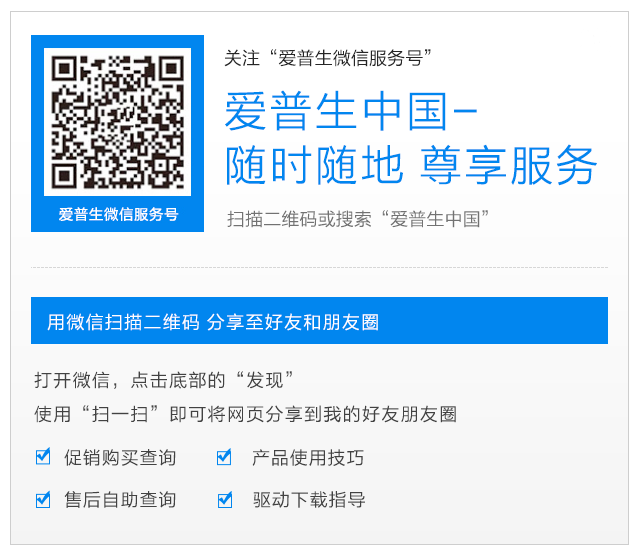 关注“爱普生微信服务号”
爱普生中国-
随时随地 尊享服务
扫描二维码或搜索“爱普生中国”
爱普生微信服务号
用微信扫描二维码 分享至好友和朋友圈
打开微信，点击底部的“发现”
使用“扫一扫”即可将网页分享到我的好友朋友圈
促销购买查询 产品使用技巧
售后自助查询 驱动下载指导